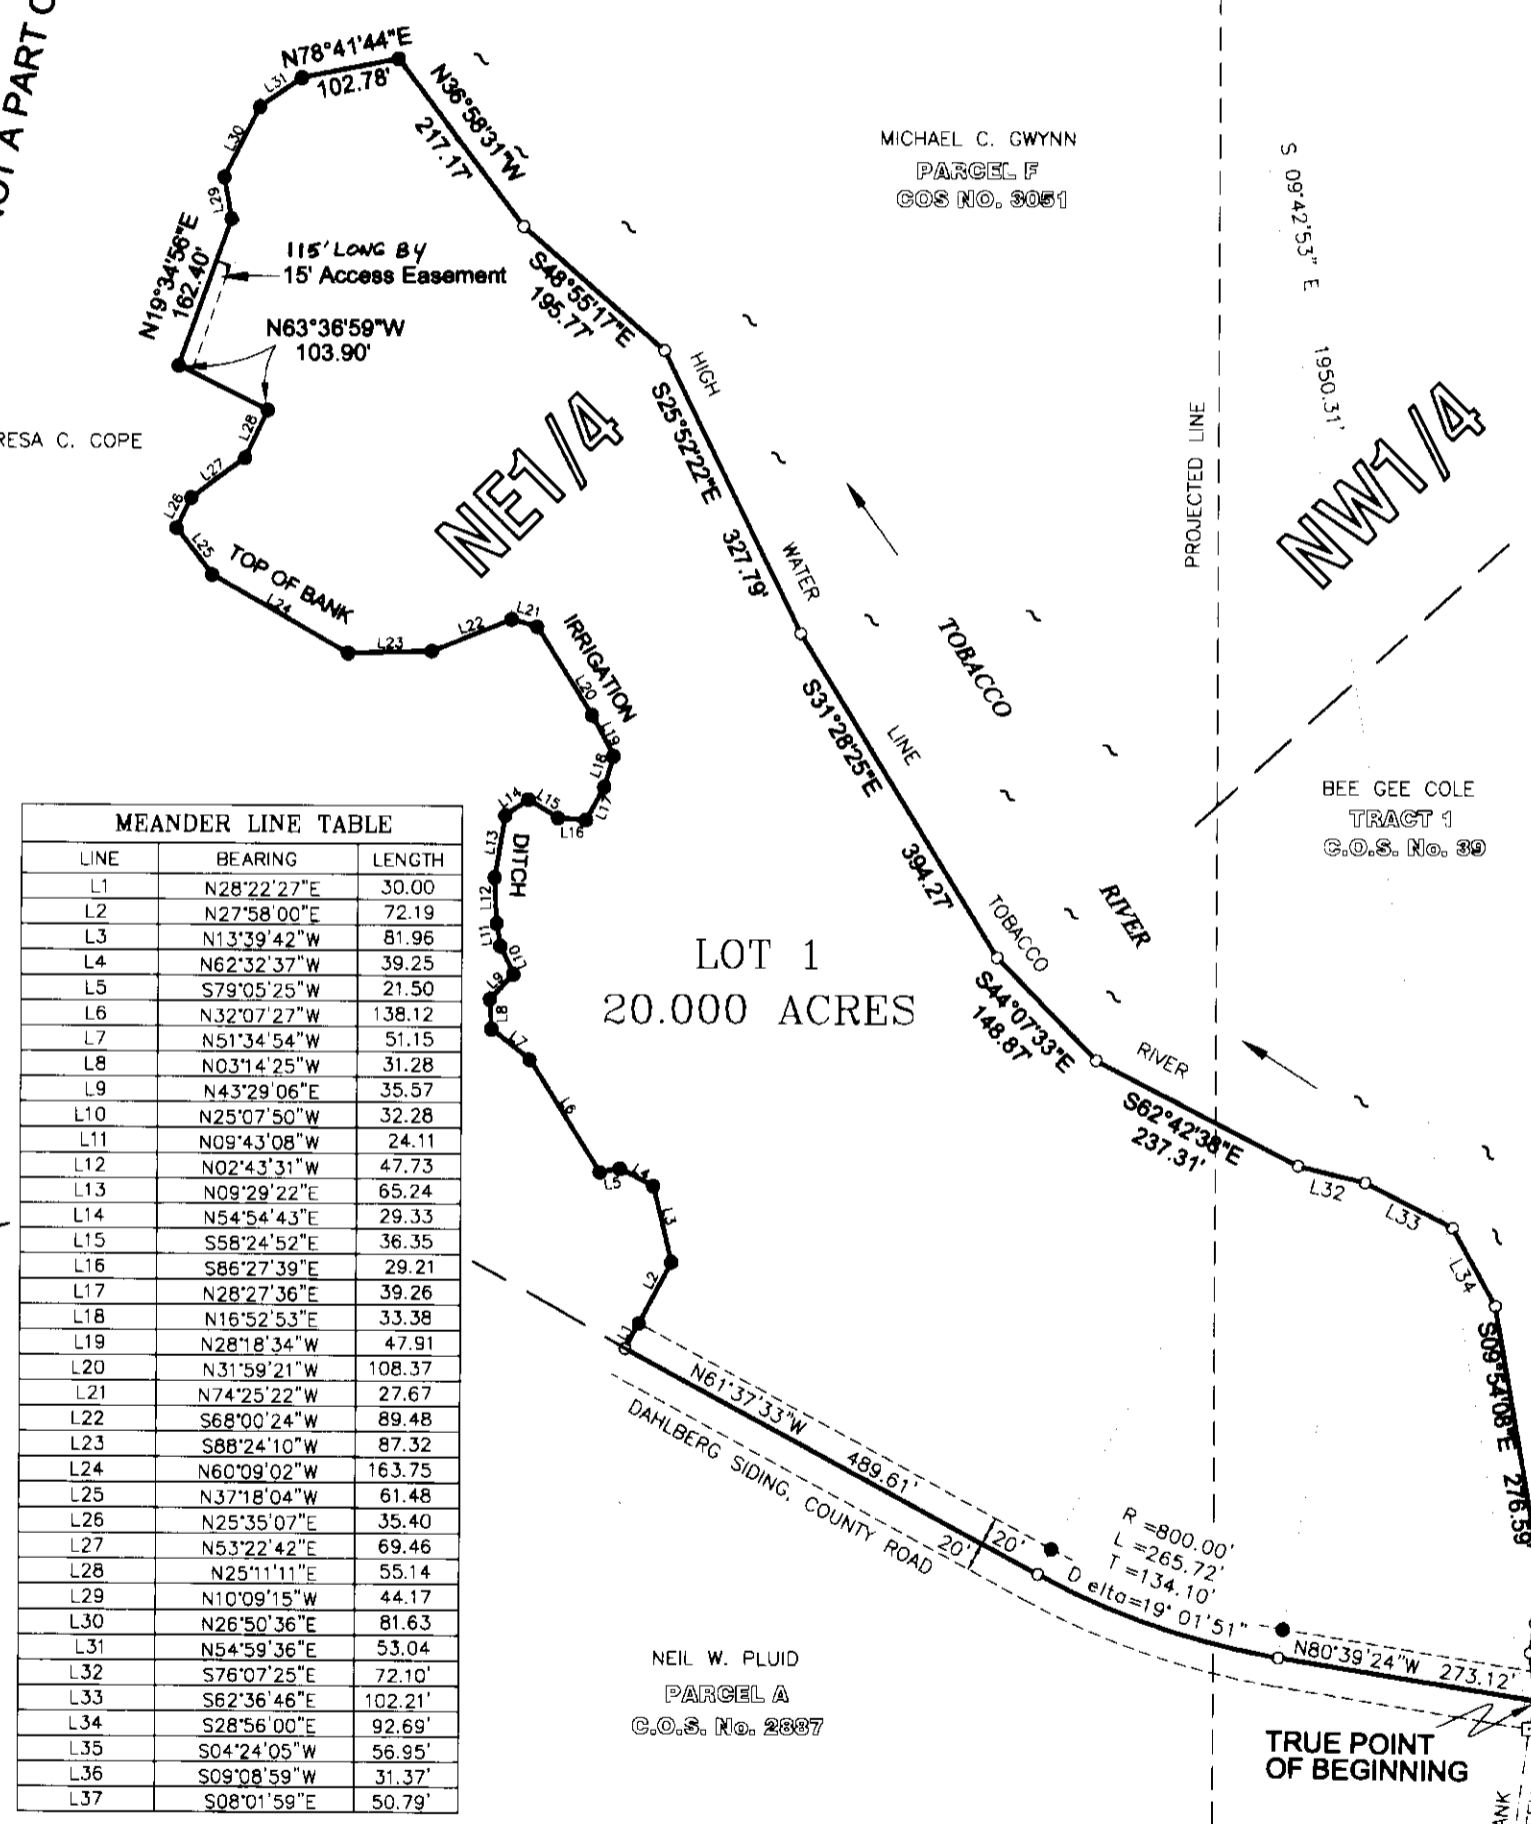 N78°41'44"E
102.78'
N36°58'31"W
217.17'
L31
L30
L29
N19°34'56"E
162.40'
115' LONG BY
15' Access Easement
N63°36'59"W
103.90'
S48°55'17"E
195.77'
MICHAEL C. GWYNN
PARCEL F
COS NO. 3051
S 09°42'53" E 1950.31'
PROJECTED LINE
NE1/4
NW1/4
S25°52'22"E 327.79'
HIGH
WATER
LINE
TOBACCO
RIVER
TOBACCO
RIVER
RESA C. COPE
L28
L27
L26
L25
TOP OF BANK
L24
L23
L22
L21
IRRIGATION
L20
L19
L18
L17
L16
L15
L14
L13
DITCH
L12
L11
L10
L9
L8
L7
L6
L5
L4
L3
L2
L1
S31°28'25"E
394.27'
BEE GEE COLE
TRACT 1
C.O.S. No. 39
LOT 1
20.000 ACRES
S44°07'33"E
148.87'
S62°42'38"E
237.31'
L32
L33
L34
S09°54'08"E 276.59'
MEANDER LINE TABLE
LINE BEARING LENGTH
L1 N28°22'27"E 30.00
L2 N27°58'00"E 72.19
L3 N13°39'42"W 81.96
L4 N62°32'37"W 39.25
L5 S79°05'25"W 21.50
L6 N32°07'27"W 138.12
L7 N51°34'54"W 51.15
L8 N03°14'25"W 31.28
L9 N43°29'06"E 35.57
L10 N25°07'50"W 32.28
L11 N09°43'08"W 24.11
L12 N02°43'31"W 47.73
L13 N09°29'22"E 65.24
L14 N54°54'43"E 29.33
L15 S58°24'52"E 36.35
L16 S86°27'39"E 29.21
L17 N28°27'36"E 39.26
L18 N16°52'53"E 33.38
L19 N28°18'34"W 47.91
L20 N31°59'21"W 108.37
L21 N74°25'22"W 27.67
L22 S68°00'24"W 89.48
L23 S88°24'10"W 87.32
L24 N60°09'02"W 163.75
L25 N37°18'04"W 61.48
L26 N25°35'07"E 35.40
L27 N53°22'42"E 69.46
L28 N25°11'11"E 55.14
L29 N10°09'15"W 44.17
L30 N26°50'36"E 81.63
L31 N54°59'36"E 53.04
L32 S76°07'25"E 72.10'
L33 S62°36'46"E 102.21'
L34 S28°56'00"E 92.69'
L35 S04°24'05"W 56.95'
L36 S09°08'59"W 31.37'
L37 S08°01'59"E 50.79'
N61°37'33"W 489.61'
DAHLBERG SIDING, COUNTY ROAD
20'
20'
R =800.00'
L =265.72'
T =134.10'
Delta=19° 01'51"
N80°39'24"W 273.12'
NEIL W. PLUID
PARCEL A
C.O.S. No. 2887
TRUE POINT
OF BEGINNING